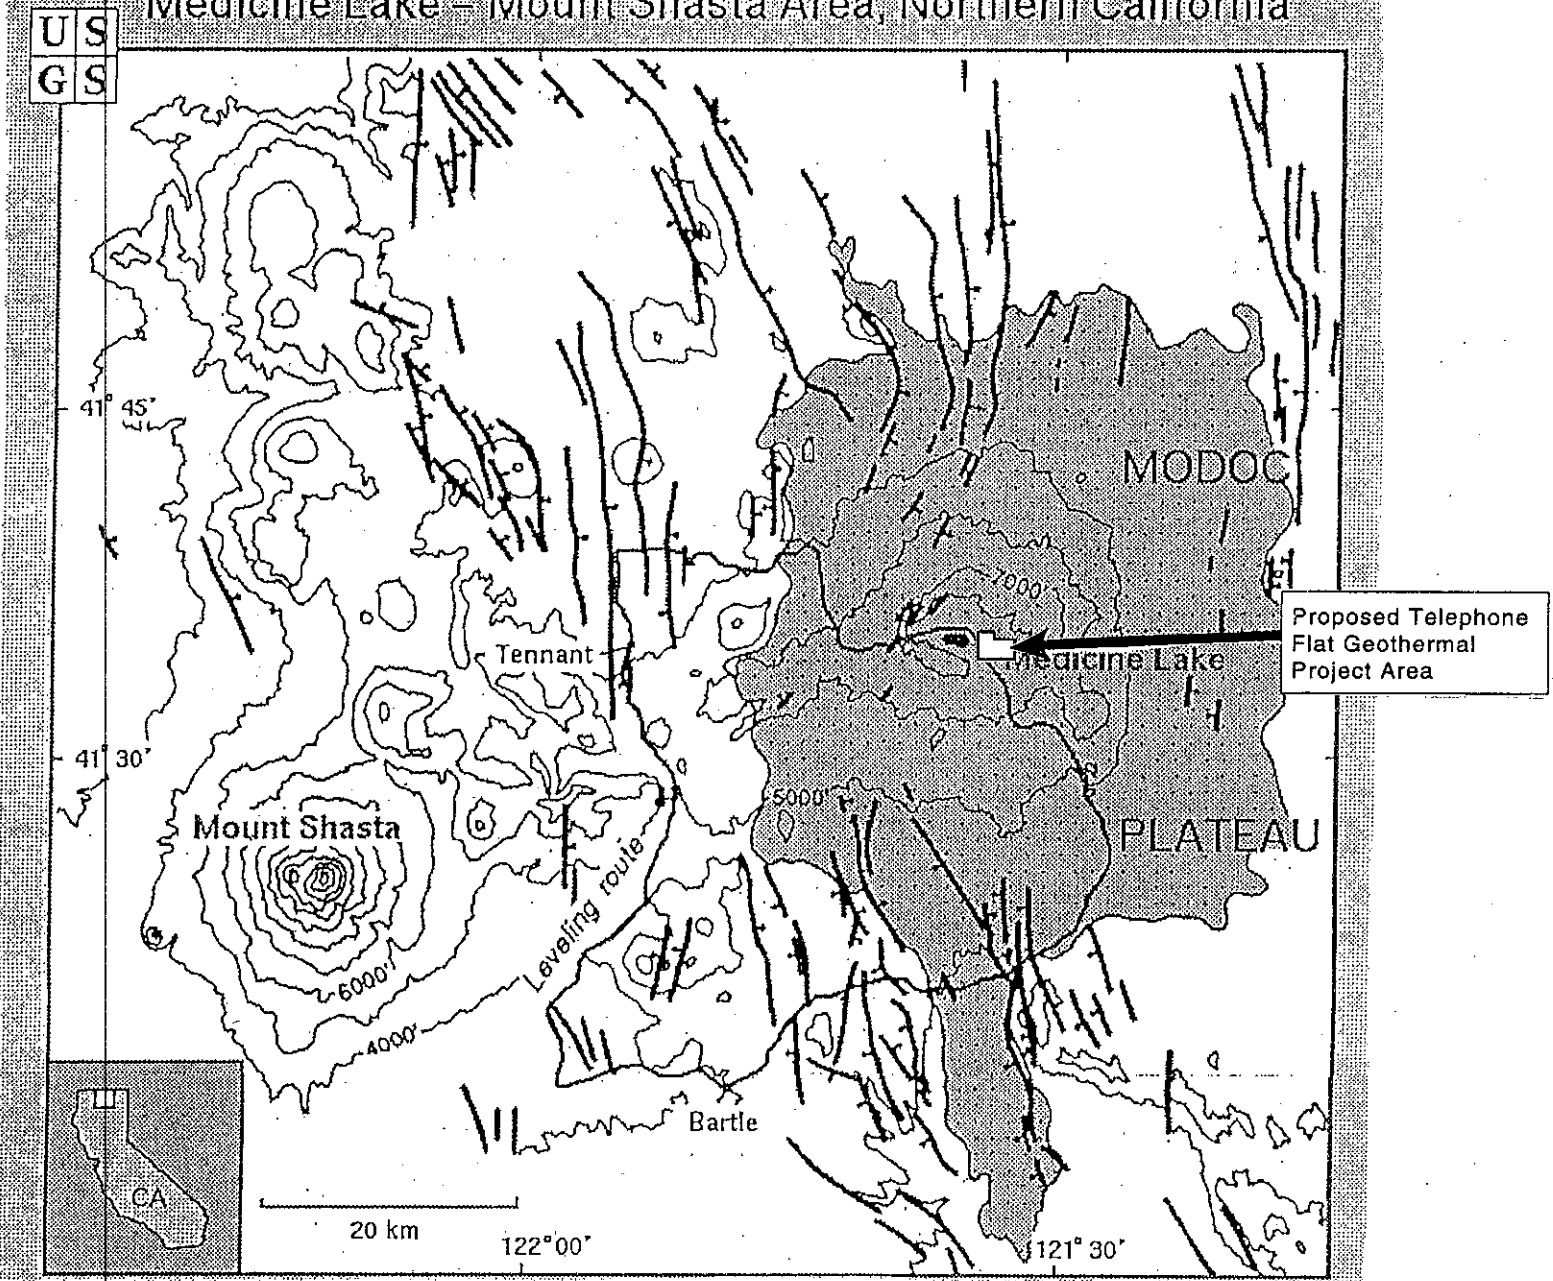 Medicine Lake – Mount Shasta Area, Northern California
U S
G S
41° 45'
MODOC
7000'
Proposed Telephone
Flat Geothermal
Project Area
Tennant
Medicine Lake
41° 30'
5000'
Mount Shasta
PLATEAU
Leveling route
6000'
4000'
Bartle
CA
20 km
122° 00'
121° 30'